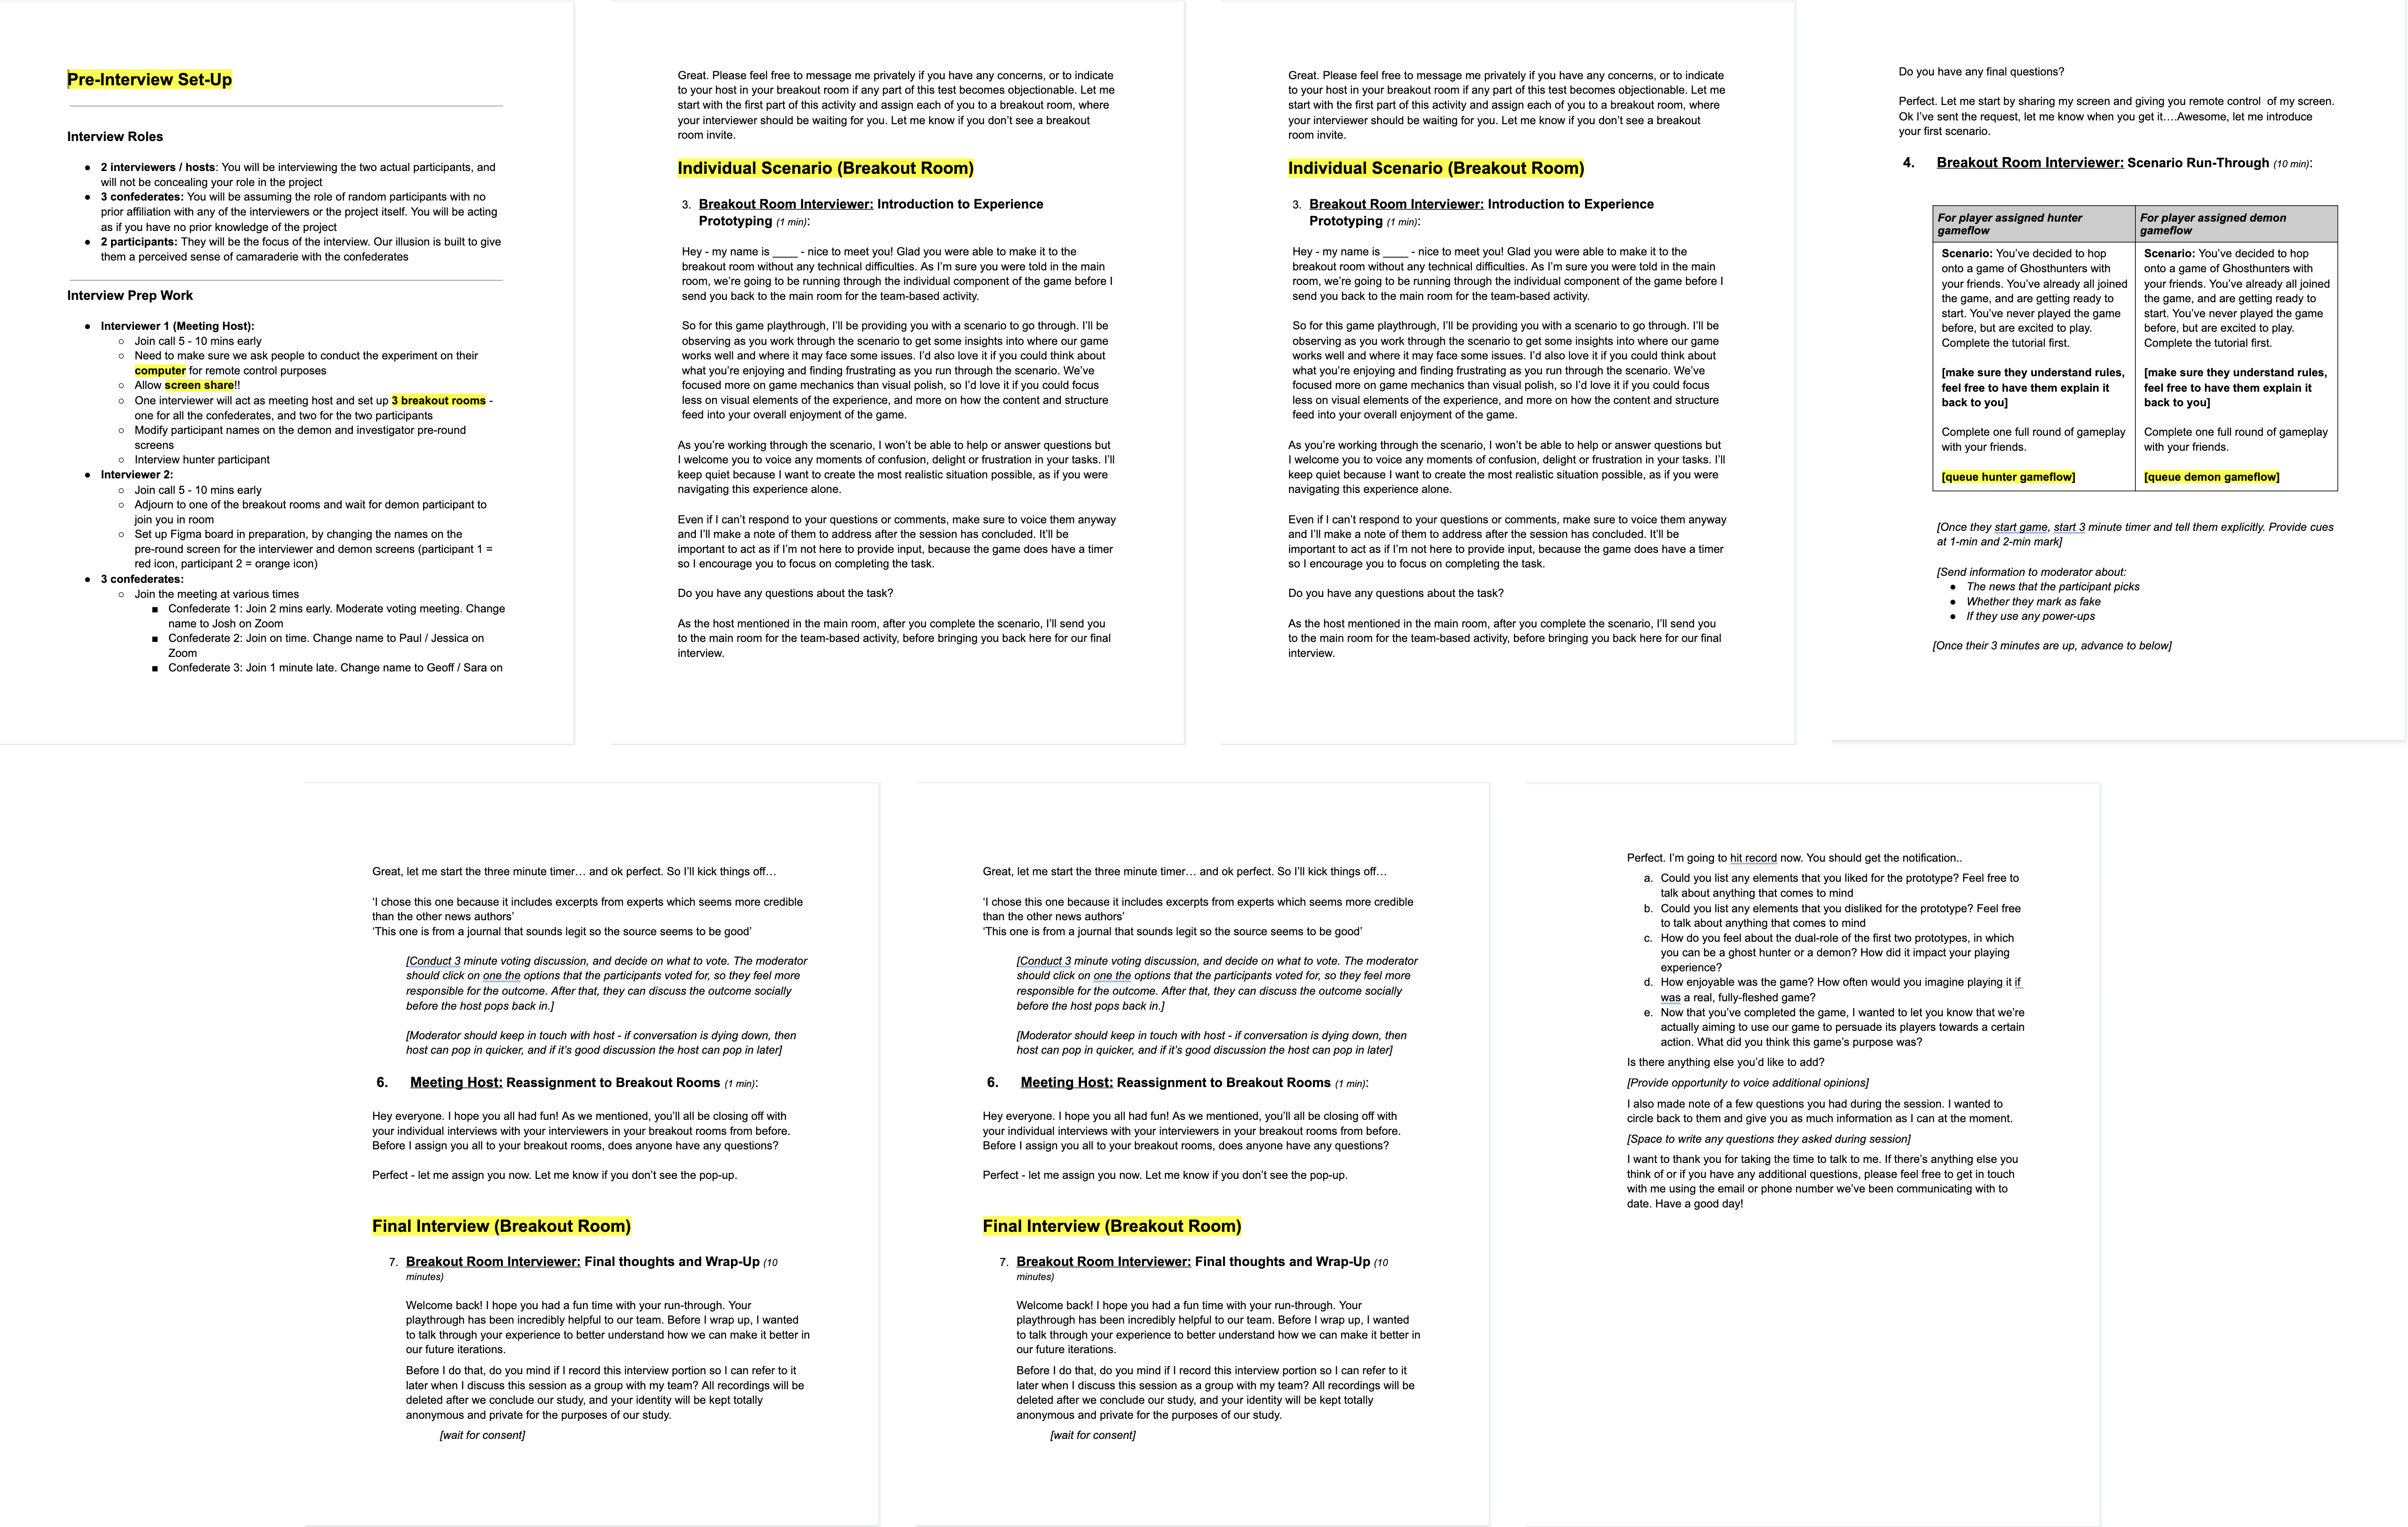 Pre-Interview Set-Up
Interview Roles
● 2 interviewers / hosts: You will be interviewing the two actual participants, and
will not be concealing your role in the project
● 3 confederates: You will be assuming the role of random participants with no
prior affiliation with any of the interviewers or the project itself. You will be acting
as if you have no prior knowledge of the project
● 2 participants: They will be the focus of the interview. Our illusion is built to give
them a perceived sense of camaraderie with the confederates
Interview Prep Work
● Interviewer 1 (Meeting Host):
○ Join call 5 - 10 mins early
○ Need to make sure we ask people to conduct the experiment on their
computer for remote control purposes
○ Allow screen share!!
○ One interviewer will act as meeting host and set up 3 breakout rooms -
one for all the confederates, and two for the two participants
○ Modify participant names on the demon and investigator pre-round
screens
○ Interview hunter participant
● Interviewer 2:
○ Join call 5 - 10 mins early
○ Adjourn to one of the breakout rooms and wait for demon participant to
join you in room
○ Set up Figma board in preparation, by changing the names on the
pre-round screen for the interviewer and demon screens (participant 1 =
red icon, participant 2 = orange icon)
● 3 confederates:
○ Join the meeting at various times
■ Confederate 1: Join 2 mins early. Moderate voting meeting. Change
name to Josh on Zoom
■ Confederate 2: Join on time. Change name to Paul / Jessica on
Zoom
■ Confederate 3: Join 1 minute late. Change name to Geoff / Sara on
Great. Please feel free to message me privately if you have any concerns, or to indicate
to your host in your breakout room if any part of this test becomes objectionable. Let me
start with the first part of this activity and assign each of you to a breakout room, where
your interviewer should be waiting for you. Let me know if you don't see a breakout
room invite.
Individual Scenario (Breakout Room)
3. Breakout Room Interviewer: Introduction to Experience
Prototyping (1 min):
Hey - my name is ____ - nice to meet you! Glad you were able to make it to the
breakout room without any technical difficulties. As I'm sure you were told in the main
room, we're going to be running through the individual component of the game before I
send you back to the main room for the team-based activity.
So for this game playthrough, I'll be providing you with a scenario to go through. I'll be
observing as you work through the scenario to get some insights into where our game
works well and where it may face some issues. I'd also love it if you could think about
what you're enjoying and finding frustrating as you run through the scenario. We've
focused more on game mechanics than visual polish, so I'd love it if you could focus
less on visual elements of the experience, and more on how the content and structure
feed into your overall enjoyment of the game.
As you're working through the scenario, I won't be able to help or answer questions but
I welcome you to voice any moments of confusion, delight or frustration in your tasks. I'll
keep quiet because I want to create the most realistic situation possible, as if you were
navigating this experience alone.
Even if I can't respond to your questions or comments, make sure to voice them anyway
and I'll make a note of them to address after the session has concluded. It'll be
important to act as if I'm not here to provide input, because the game does have a timer
so I encourage you to focus on completing the task.
Do you have any questions about the task?
As the host mentioned in the main room, after you complete the scenario, I'll send you
to the main room for the team-based activity, before bringing you back here for our final
interview.
Great. Please feel free to message me privately if you have any concerns, or to indicate
to your host in your breakout room if any part of this test becomes objectionable. Let me
start with the first part of this activity and assign each of you to a breakout room, where
your interviewer should be waiting for you. Let me know if you don't see a breakout
room invite.
Individual Scenario (Breakout Room)
3. Breakout Room Interviewer: Introduction to Experience
Prototyping (1 min):
Hey - my name is ____ - nice to meet you! Glad you were able to make it to the
breakout room without any technical difficulties. As I'm sure you were told in the main
room, we're going to be running through the individual component of the game before I
send you back to the main room for the team-based activity.
So for this game playthrough, I'll be providing you with a scenario to go through. I'll be
observing as you work through the scenario to get some insights into where our game
works well and where it may face some issues. I'd also love it if you could think about
what you're enjoying and finding frustrating as you run through the scenario. We've
focused more on game mechanics than visual polish, so I'd love it if you could focus
less on visual elements of the experience, and more on how the content and structure
feed into your overall enjoyment of the game.
As you're working through the scenario, I won't be able to help or answer questions but
I welcome you to voice any moments of confusion, delight or frustration in your tasks. I'll
keep quiet because I want to create the most realistic situation possible, as if you were
navigating this experience alone.
Even if I can't respond to your questions or comments, make sure to voice them anyway
and I'll make a note of them to address after the session has concluded. It'll be
important to act as if I'm not here to provide input, because the game does have a timer
so I encourage you to focus on completing the task.
Do you have any questions about the task?
As the host mentioned in the main room, after you complete the scenario, I'll send you
to the main room for the team-based activity, before bringing you back here for our final
interview.
Do you have any final questions?
Perfect. Let me start by sharing my screen and giving you remote control of my screen.
Ok I've sent the request, let me know when you get it….Awesome, let me introduce
your first scenario.
4. Breakout Room Interviewer: Scenario Run-Through (10 min):
For player assigned hunter
gameflow
Scenario: You've decided to hop
onto a game of Ghosthunters with
your friends. You've already all joined
the game, and are getting ready to
start. You've never played the game
before, but are excited to play.
Complete the tutorial first.
[make sure they understand rules,
feel free to have them explain it
back to you]
Complete one full round of gameplay
with your friends.
[queue hunter gameflow]
For player assigned demon
gameflow
Scenario: You've decided to hop
onto a game of Ghosthunters with
your friends. You've already all joined
the game, and are getting ready to
start. You've never played the game
before, but are excited to play.
Complete the tutorial first.
[make sure they understand rules,
feel free to have them explain it
back to you]
Complete one full round of gameplay
with your friends.
[queue demon gameflow]
[Once they start game, start 3 minute timer and tell them explicitly. Provide cues
at 1-min and 2-min mark]
[Send information to moderator about:
● The news that the participant picks
● Whether they mark as fake
● If they use any power-ups
[Once their 3 minutes are up, advance to below]
Great, let me start the three minute timer… and ok perfect. So I'll kick things off…
'I chose this one because it includes excerpts from experts which seems more credible
than the other news authors'
'This one is from a journal that sounds legit so the source seems to be good'
[Conduct 3 minute voting discussion, and decide on what to vote. The moderator
should click on one the options that the participants voted for, so they feel more
responsible for the outcome. After that, they can discuss the outcome socially
before the host pops back in.]
[Moderator should keep in touch with host - if conversation is dying down, then
host can pop in quicker, and if it's good discussion the host can pop in later]
6. Meeting Host: Reassignment to Breakout Rooms (1 min):
Hey everyone. I hope you all had fun! As we mentioned, you'll all be closing off with
your individual interviews with your interviewers in your breakout rooms from before.
Before I assign you all to your breakout rooms, does anyone have any questions?
Perfect - let me assign you now. Let me know if you don't see the pop-up.
Final Interview (Breakout Room)
7. Breakout Room Interviewer: Final thoughts and Wrap-Up (10
minutes)
Welcome back! I hope you had a fun time with your run-through. Your
playthrough has been incredibly helpful to our team. Before I wrap up, I wanted
to talk through your experience to better understand how we can make it better in
our future iterations.
Before I do that, do you mind if I record this interview portion so I can refer to it
later when I discuss this session as a group with my team? All recordings will be
deleted after we conclude our study, and your identity will be kept totally
anonymous and private for the purposes of our study.
[wait for consent]
Great, let me start the three minute timer… and ok perfect. So I'll kick things off…
'I chose this one because it includes excerpts from experts which seems more credible
than the other news authors'
'This one is from a journal that sounds legit so the source seems to be good'
[Conduct 3 minute voting discussion, and decide on what to vote. The moderator
should click on one the options that the participants voted for, so they feel more
responsible for the outcome. After that, they can discuss the outcome socially
before the host pops back in.]
[Moderator should keep in touch with host - if conversation is dying down, then
host can pop in quicker, and if it's good discussion the host can pop in later]
6. Meeting Host: Reassignment to Breakout Rooms (1 min):
Hey everyone. I hope you all had fun! As we mentioned, you'll all be closing off with
your individual interviews with your interviewers in your breakout rooms from before.
Before I assign you all to your breakout rooms, does anyone have any questions?
Perfect - let me assign you now. Let me know if you don't see the pop-up.
Final Interview (Breakout Room)
7. Breakout Room Interviewer: Final thoughts and Wrap-Up (10
minutes)
Welcome back! I hope you had a fun time with your run-through. Your
playthrough has been incredibly helpful to our team. Before I wrap up, I wanted
to talk through your experience to better understand how we can make it better in
our future iterations.
Before I do that, do you mind if I record this interview portion so I can refer to it
later when I discuss this session as a group with my team? All recordings will be
deleted after we conclude our study, and your identity will be kept totally
anonymous and private for the purposes of our study.
[wait for consent]
Perfect. I'm going to hit record now. You should get the notification..
a. Could you list any elements that you liked for the prototype? Feel free to
talk about anything that comes to mind
b. Could you list any elements that you disliked for the prototype? Feel free
to talk about anything that comes to mind
c. How do you feel about the dual-role of the first two prototypes, in which
you can be a ghost hunter or a demon? How did it impact your playing
experience?
d. How enjoyable was the game? How often would you imagine playing it if
was a real, fully-fleshed game?
e. Now that you've completed the game, I wanted to let you know that we're
actually aiming to use our game to persuade its players towards a certain
action. What did you think this game's purpose was?
Is there anything else you'd like to add?
[Provide opportunity to voice additional opinions]
I also made note of a few questions you had during the session. I wanted to
circle back to them and give you as much information as I can at the moment.
[Space to write any questions they asked during session]
I want to thank you for taking the time to talk to me. If there's anything else you
think of or if you have any additional questions, please feel free to get in touch
with me using the email or phone number we've been communicating with to
date. Have a good day!